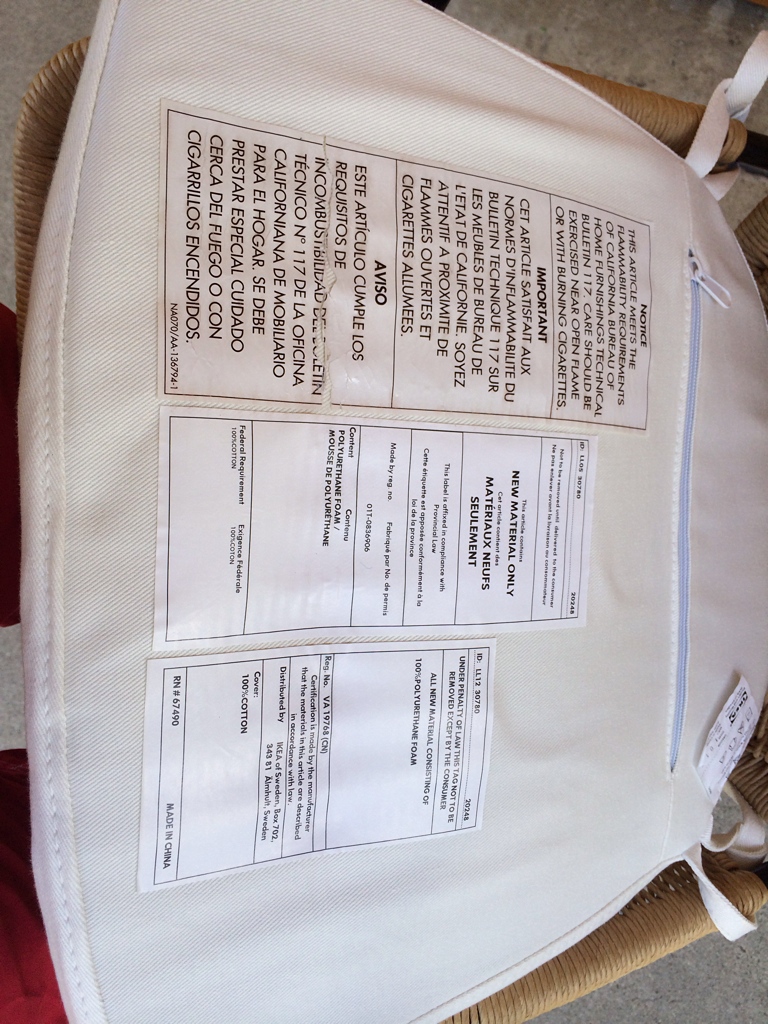 NOTICE
THIS ARTICLE MEETS THE
FLAMMABILITY REQUIREMENTS
OF CALIFORNIA BUREAU OF
HOME FURNISHINGS TECHNICAL
BULLETIN 117. CARE SHOULD BE
EXERCISED NEAR OPEN FLAME
OR WITH BURNING CIGARETTES.
IMPORTANT
CET ARTICLE SATISFAIT AUX
NORMES D'INFLAMMABILITE DU
BULLETIN TECHNIQUE 117 SUR
LES MEUBLES DE BUREAU DE
L'ETAT DE CALIFORNIE. SOYEZ
ATTENTIF A PROXIMITE DE
FLAMMES OUVERTES ET
CIGARETTES ALLUMEES.
AVISO
ESTE ARTÍCULO CUMPLE LOS
REQUISITOS DE
INCOMBUSTIBILIDAD DEL BOLETIN
TÉCNICO Nº 117 DE LA OFICINA
CALIFORNIANA DE MOBILIARIO
PARA EL HOGAR. SE DEBE
PRESTAR ESPECIAL CUIDADO
CERCA DEL FUEGO O CON
CIGARRILLOS ENCENDIDOS.
NA070/AA-136794-1
ID: LL05 30780 20248
Not to be removed until delivered to the consumer
Ne pas enlever avant la livraison au consommateur
This article contains
NEW MATERIAL ONLY
Cet article contient des
MATÉRIAUX NEUFS
SEULEMENT
This label is affixed in compliance with
Provincial Law
Cette étiquette est apposée conformément à la
loi de la province
Made by reg. no. Fabriqué par No. de permis
01T-0836906
Content Contenu
POLYURETHANE FOAM /
MOUSSE DE POLYURÉTHANE
Federal Requirement Exigence Fédérale
100%COTTON 100%COTON
ID: LL12 30780 20248
UNDER PENALTY OF LAW THIS TAG NOT TO BE
REMOVED EXCEPT BY THE CONSUMER
ALL NEW MATERIAL CONSISTING OF
100%POLYURETHANE FOAM
Reg. No. VA 19768 (CN)
Certification is made by the manufacturer
that the materials in this article are described
in accordance with law.
Distributed by IKEA of Sweden, Box 702,
343 81 Älmhult, Sweden
Cover:
100%COTTON
RN # 67490 MADE IN CHINA